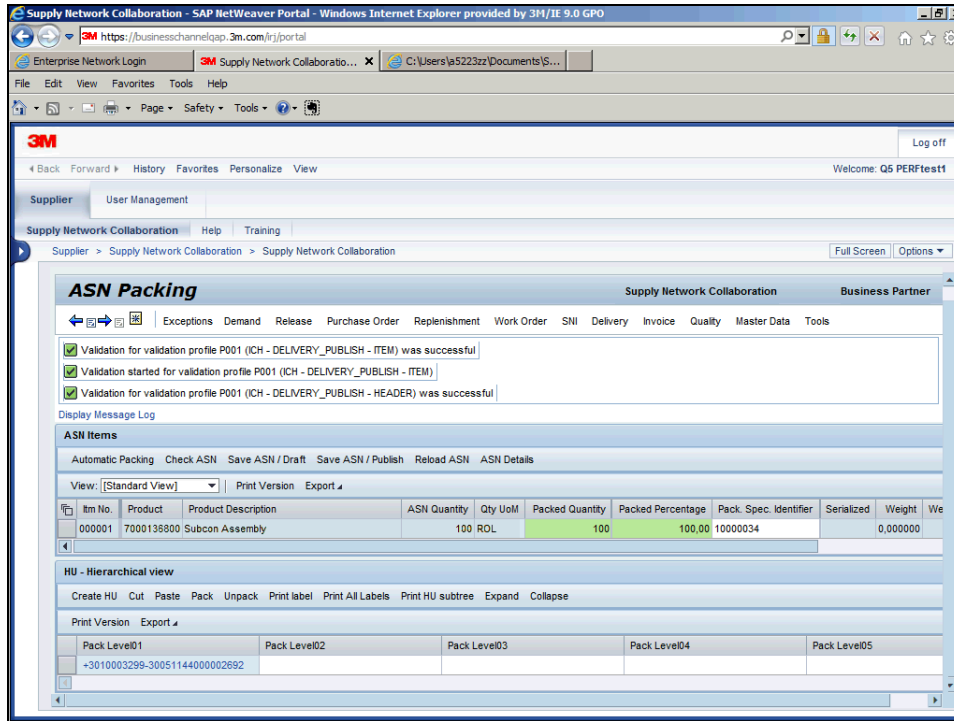 Supply Network Collaboration - SAP NetWeaver Portal - Windows Internet Explorer provided by 3M/IE 9.0 GPO
3M https://businesschannelqap.3m.com/irj/portal
Enterprise Network Login 3M Supply Network Collaboratio... X C:\Users\a5223zz\Documents\S...
File Edit View Favorites Tools Help
Page Safety Tools
3M Log off
Back Forward History Favorites Personalize View Welcome: Q5 PERFtest1
Supplier User Management
Supply Network Collaboration Help Training
Supplier > Supply Network Collaboration > Supply Network Collaboration Full Screen Options
ASN Packing Supply Network Collaboration Business Partner
Exceptions Demand Release Purchase Order Replenishment Work Order SNI Delivery Invoice Quality Master Data Tools
Validation for validation profile P001 (ICH - DELIVERY_PUBLISH - ITEM) was successful
Validation started for validation profile P001 (ICH - DELIVERY_PUBLISH - ITEM)
Validation for validation profile P001 (ICH - DELIVERY_PUBLISH - HEADER) was successful
Display Message Log
ASN Items
Automatic Packing Check ASN Save ASN / Draft Save ASN / Publish Reload ASN ASN Details
View: [Standard View] Print Version Export
Itm No. Product Product Description ASN Quantity Qty UoM Packed Quantity Packed Percentage Pack. Spec. Identifier Serialized Weight We
000001 7000136800 Subcon Assembly 100 ROL 100 100,00 10000034 0,000000
HU - Hierarchical view
Create HU Cut Paste Pack Unpack Print label Print All Labels Print HU subtree Expand Collapse
Print Version Export
Pack Level01 Pack Level02 Pack Level03 Pack Level04 Pack Level05
+3010003299-30051144000002692